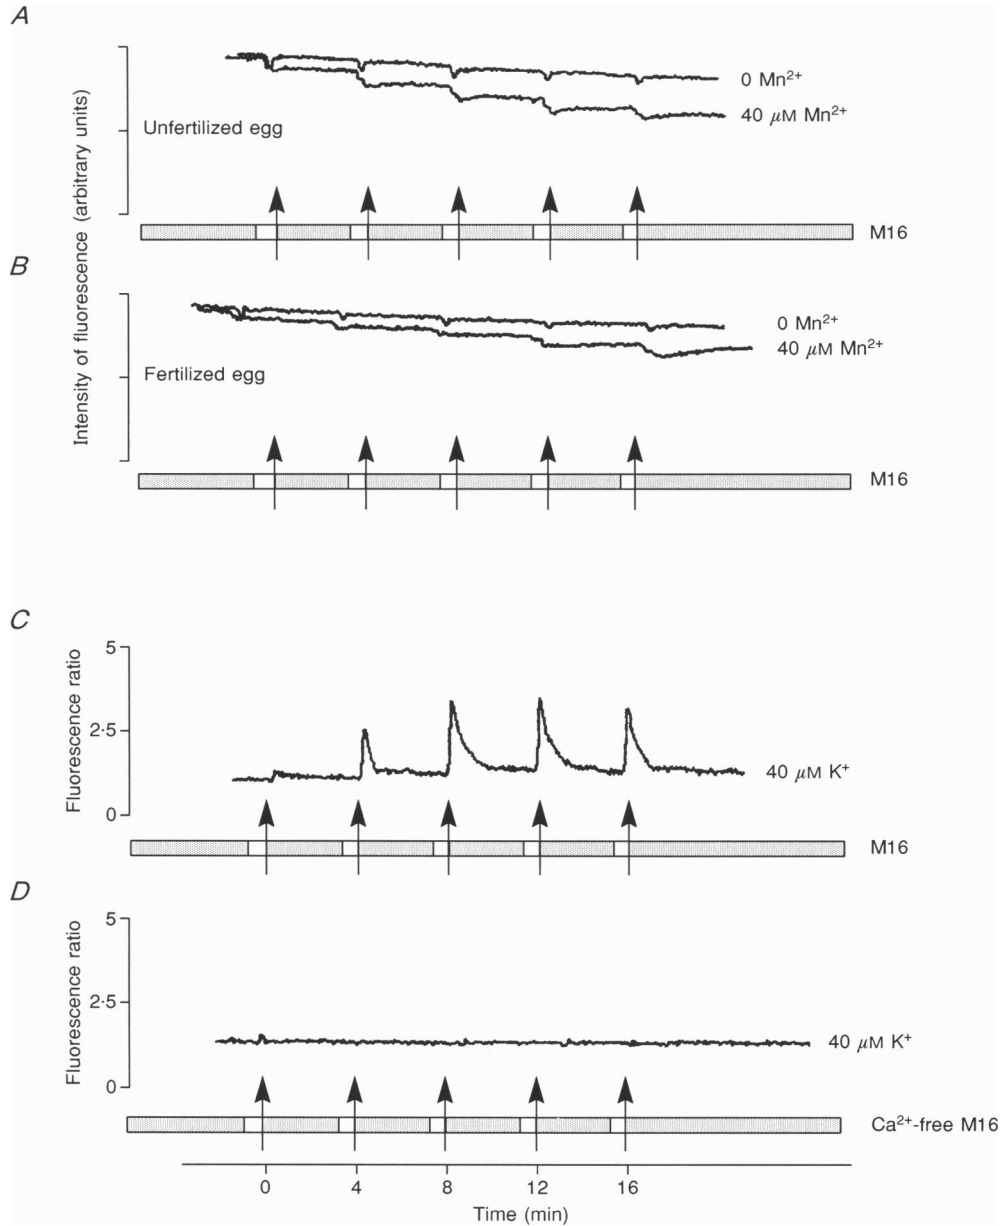 A
Intensity of fluorescence (arbitrary units)
0 Mn²⁺
40 μM Mn²⁺
Unfertilized egg
M16
B
0 Mn²⁺
40 μM Mn²⁺
Fertilized egg
M16
C
Fluorescence ratio
5
2·5
0
40 μM K⁺
M16
D
Fluorescence ratio
5
2·5
0
40 μM K⁺
Ca²⁺-free M16
0 4 8 12 16
Time (min)